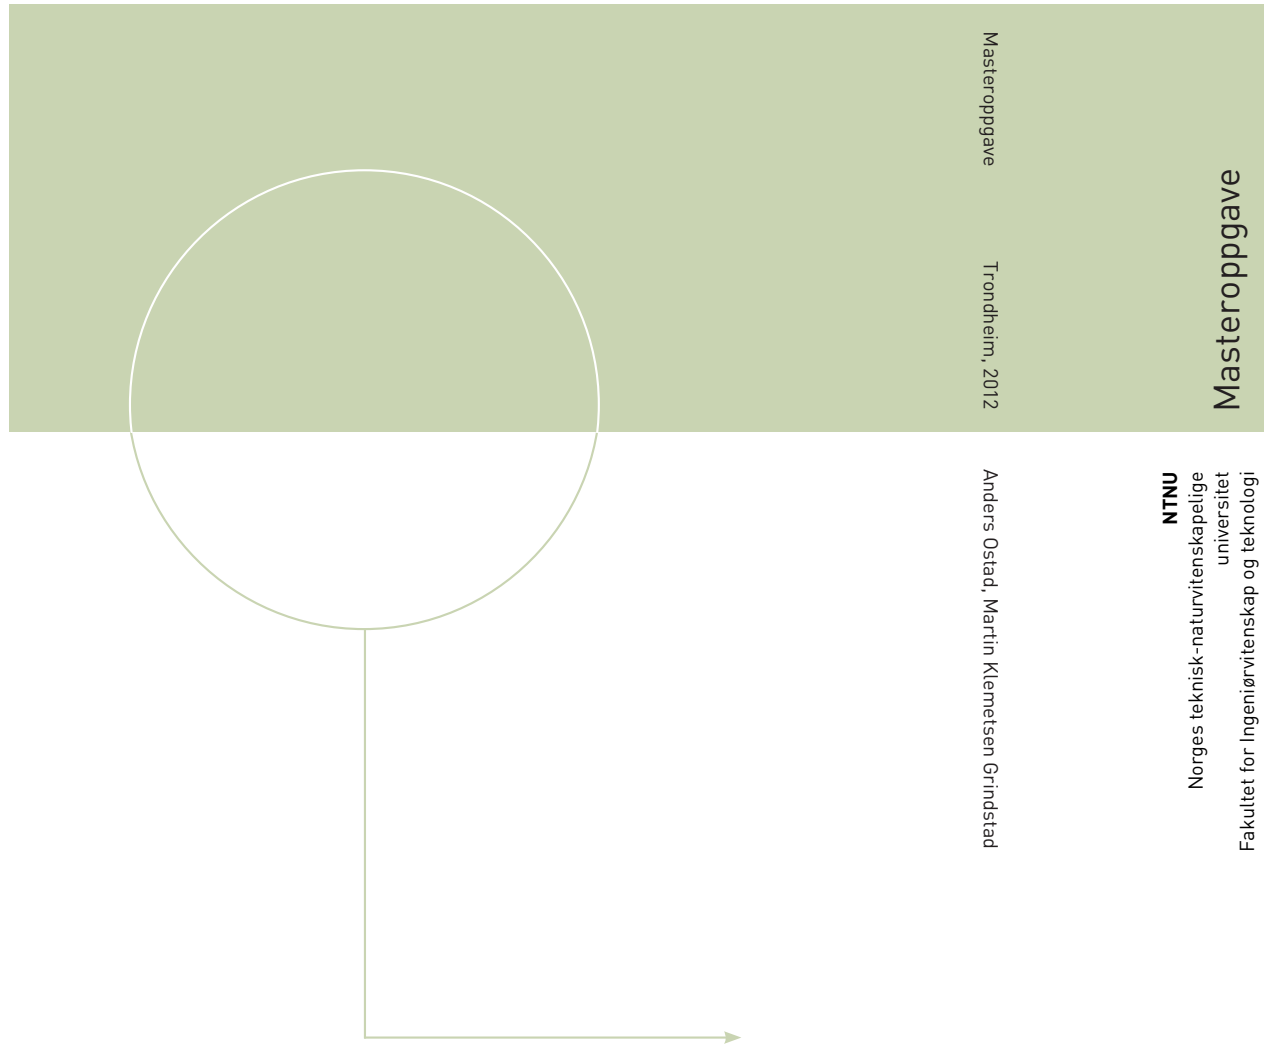 Masteroppgave
Trondheim, 2012
Anders Ostad, Martin Klemetsen Grindstad
Masteroppgave
NTNU
Norges teknisk-naturvitenskapelige
universitet
Fakultet for Ingeniørvitenskap og teknologi